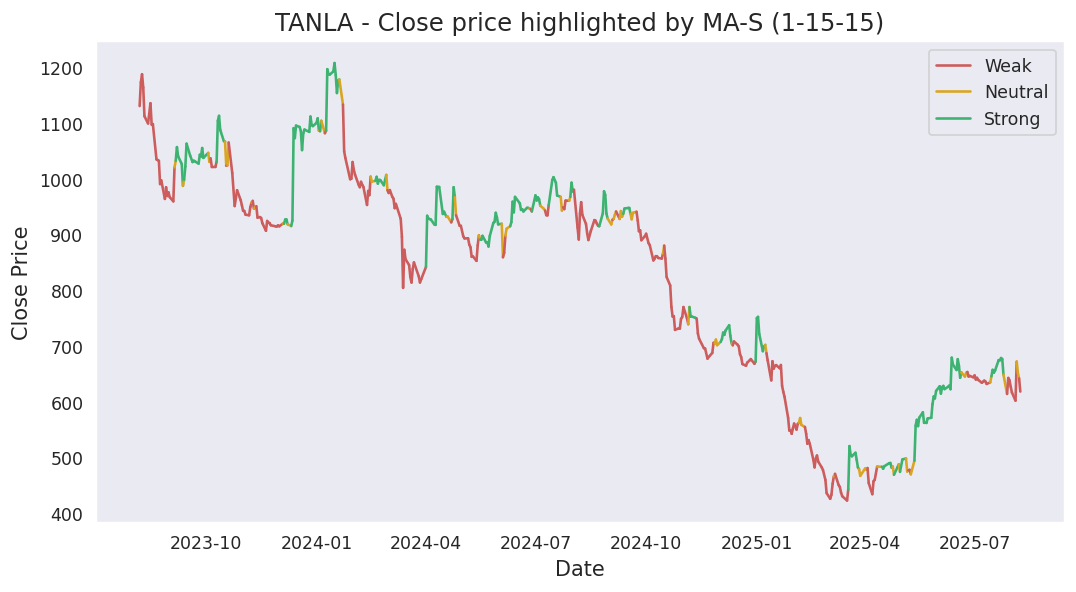 TANLA - Close price highlighted by MA-S (1-15-15)
Weak
Neutral
Strong
Close Price
1200
1100
1000
900
800
700
600
500
400
2023-10 2024-01 2024-04 2024-07 2024-10 2025-01 2025-04 2025-07
Date